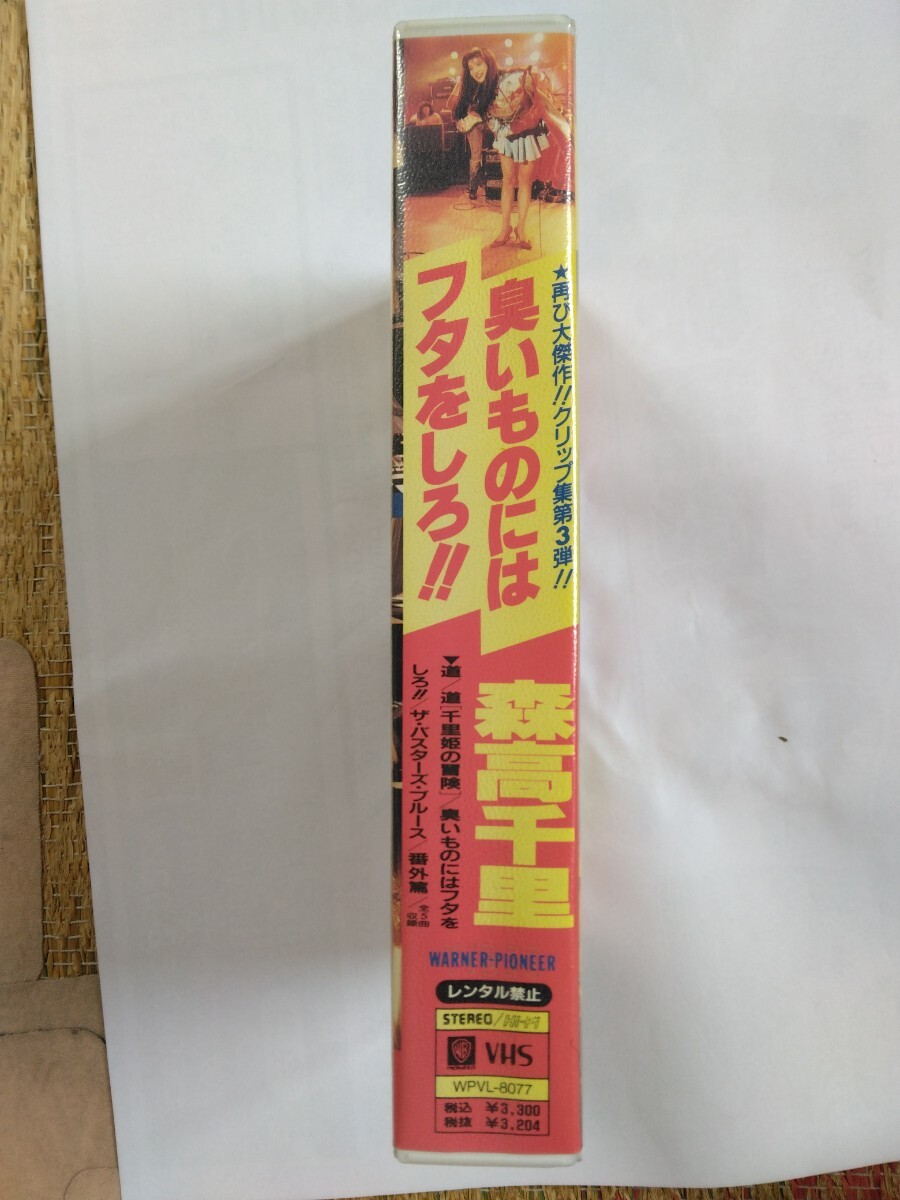 ★再び大傑作!!クリップ集第3弾!!
臭いものには
フタをしろ!!
森高千里
▼道/道[千里姫の冒険]/臭いものにはフタを
しろ!!/ザ・バスターズ・ブルース/番外篇/全5曲
収録
WARNER-PIONEER
レンタル禁止
STEREO/
WB
PIONEER
VHS
WPVL-8077
税込 ¥3,300
税抜 ¥3,204